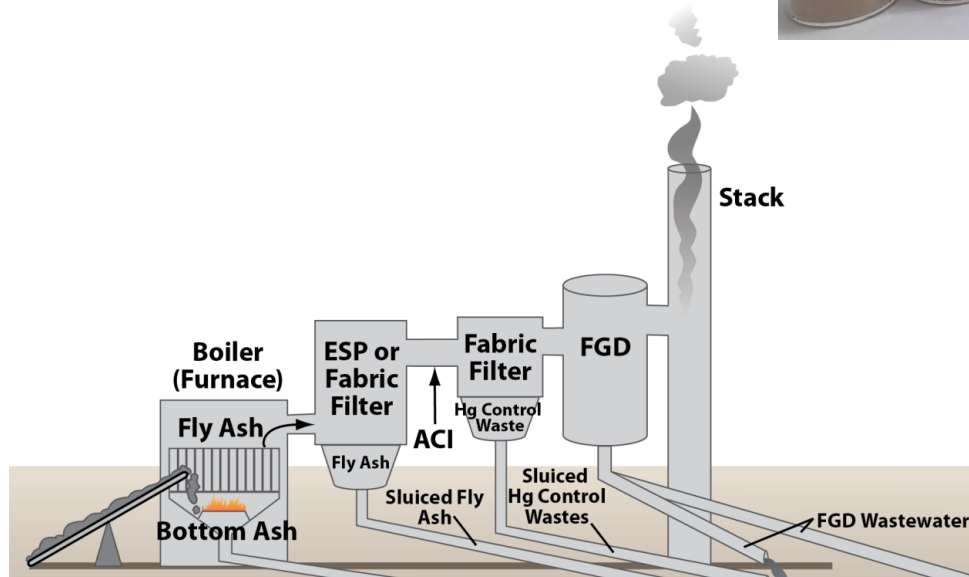 Stack
Boiler
(Furnace)
ESP or
Fabric
Filter
Fabric
Filter
FGD
Fly Ash
Hg Control
Waste
ACI
Fly Ash
Bottom Ash
Sluiced Fly
Ash
Sluiced
Hg Control
Wastes
FGD Wastewater